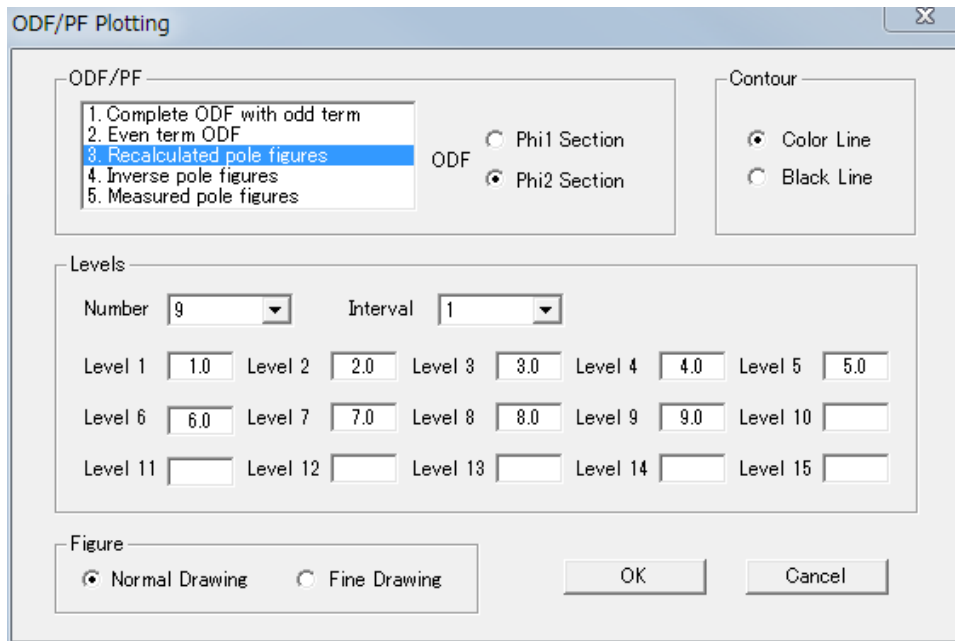 ODF/PF Plotting
ODF/PF
1. Complete ODF with odd term
2. Even term ODF
3. Recalculated pole figures
4. Inverse pole figures
5. Measured pole figures
ODF
Phi1 Section
Phi2 Section
Contour
Color Line
Black Line
Levels
Number 9 Interval 1
Level 1 1.0 Level 2 2.0 Level 3 3.0 Level 4 4.0 Level 5 5.0
Level 6 6.0 Level 7 7.0 Level 8 8.0 Level 9 9.0 Level 10
Level 11 Level 12 Level 13 Level 14 Level 15
Figure
Normal Drawing Fine Drawing
OK Cancel